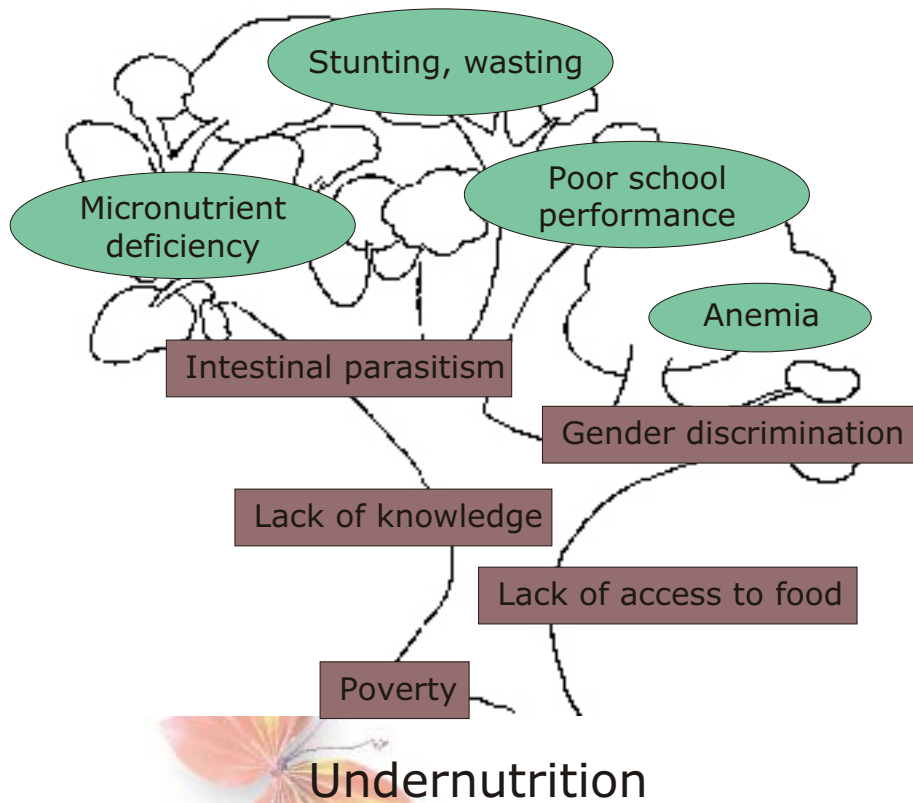 Stunting, wasting
Poor school
performance
Micronutrient
deficiency
Anemia
Intestinal parasitism
Gender discrimination
Lack of knowledge
Lack of access to food
Poverty
Undernutrition